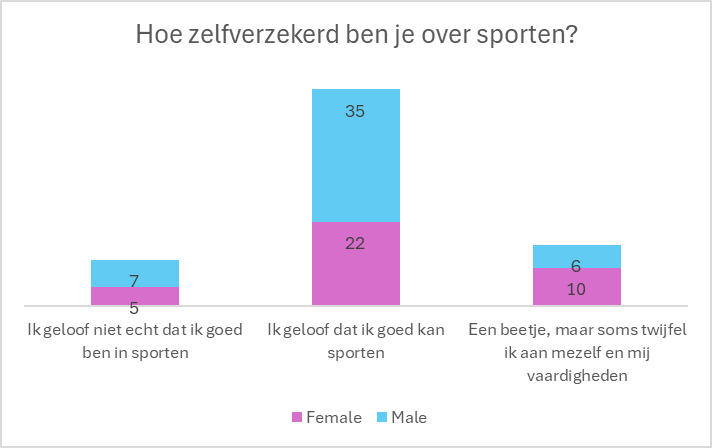 Hoe zelfverzekerd ben je over sporten?
35
22
7
5
6
10
Ik geloof niet echt dat ik goed
ben in sporten
Ik geloof dat ik goed kan
sporten
Een beetje, maar soms twijfel
ik aan mezelf en mij
vaardigheden
Female
Male